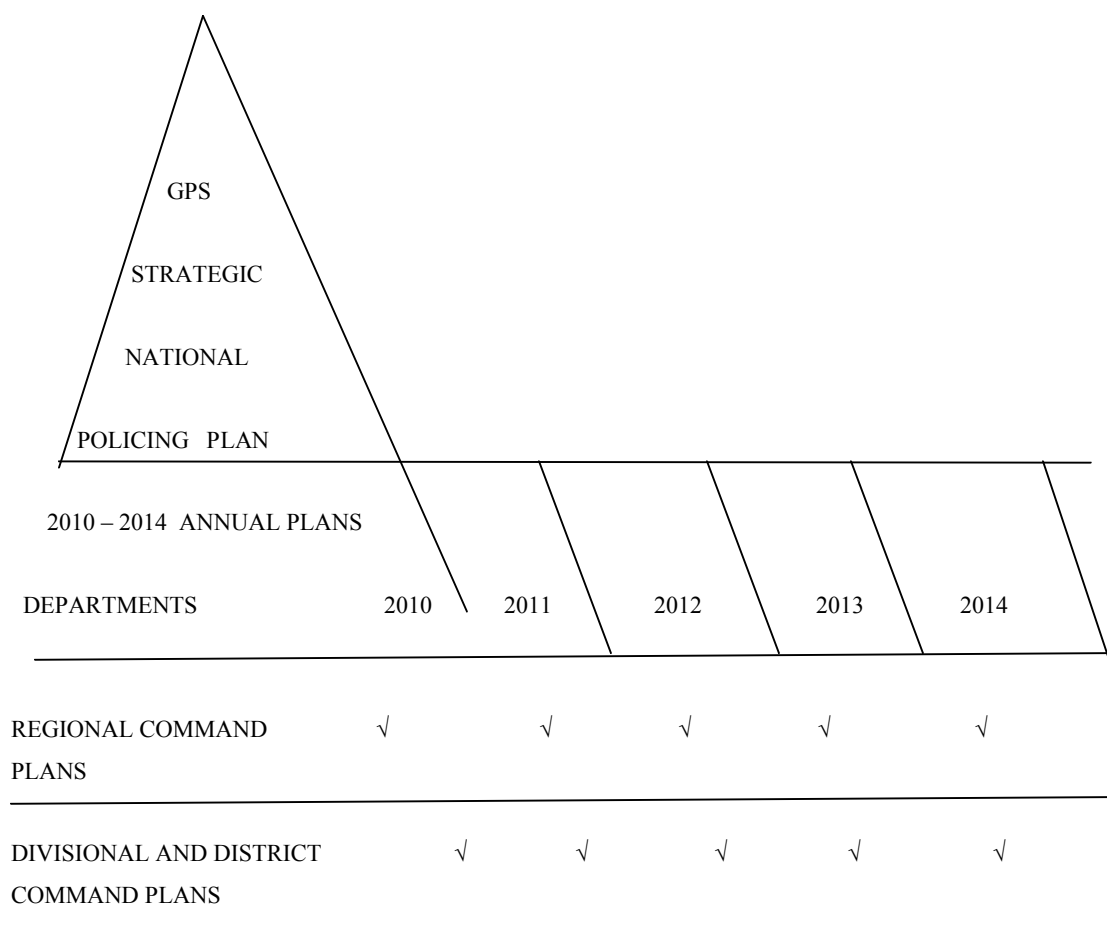 GPS
STRATEGIC
NATIONAL
POLICING PLAN
2010 – 2014 ANNUAL PLANS
DEPARTMENTS 2010 2011 2012 2013 2014
REGIONAL COMMAND √ √ √ √ √
PLANS
DIVISIONAL AND DISTRICT √ √ √ √ √
COMMAND PLANS